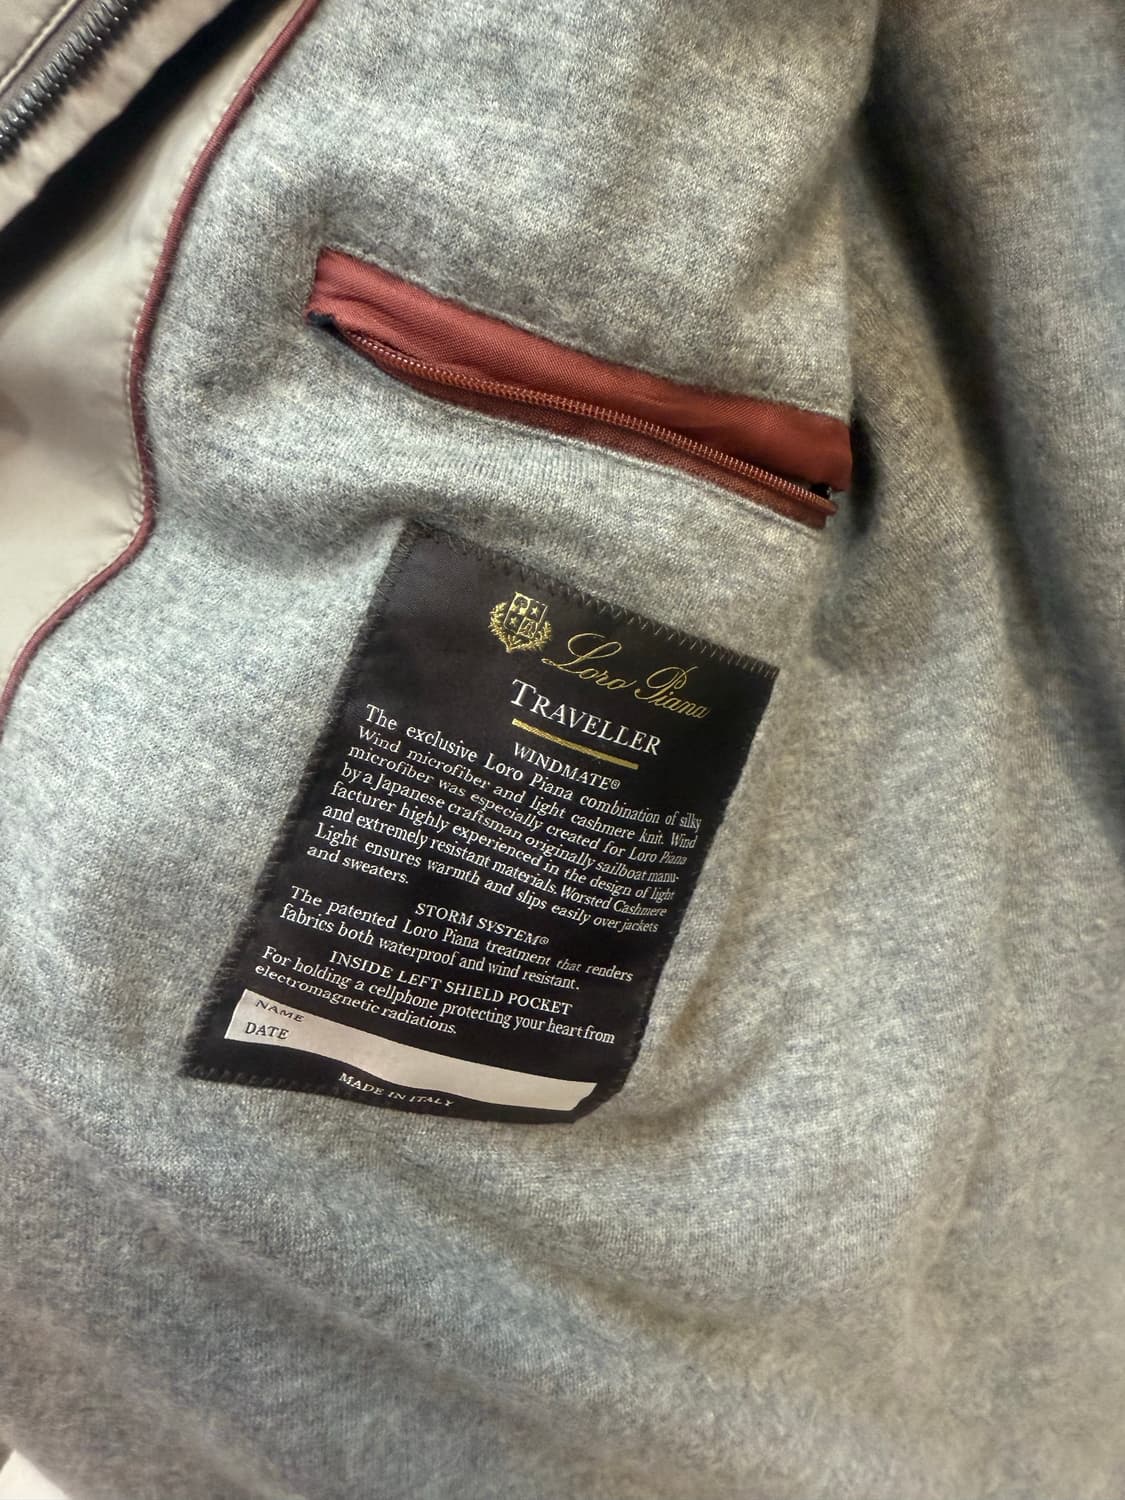 Loro Piana
TRAVELLER
WINDMATE®
The exclusive Loro Piana combination of silky
Wind microfiber and light cashmere knit. Wind
microfiber was especially created for Loro Piana
by a Japanese craftsman originally sailboat manu-
facturer highly experienced in the design of light
and extremely resistant materials. Worsted Cashmere
Light ensures warmth and slips easily over jackets
and sweaters.
STORM SYSTEM®
The patented Loro Piana treatment that renders
fabrics both waterproof and wind resistant.
INSIDE LEFT SHIELD POCKET
For holding a cellphone protecting your heart from
electromagnetic radiations.
NAME
DATE
MADE IN ITALY